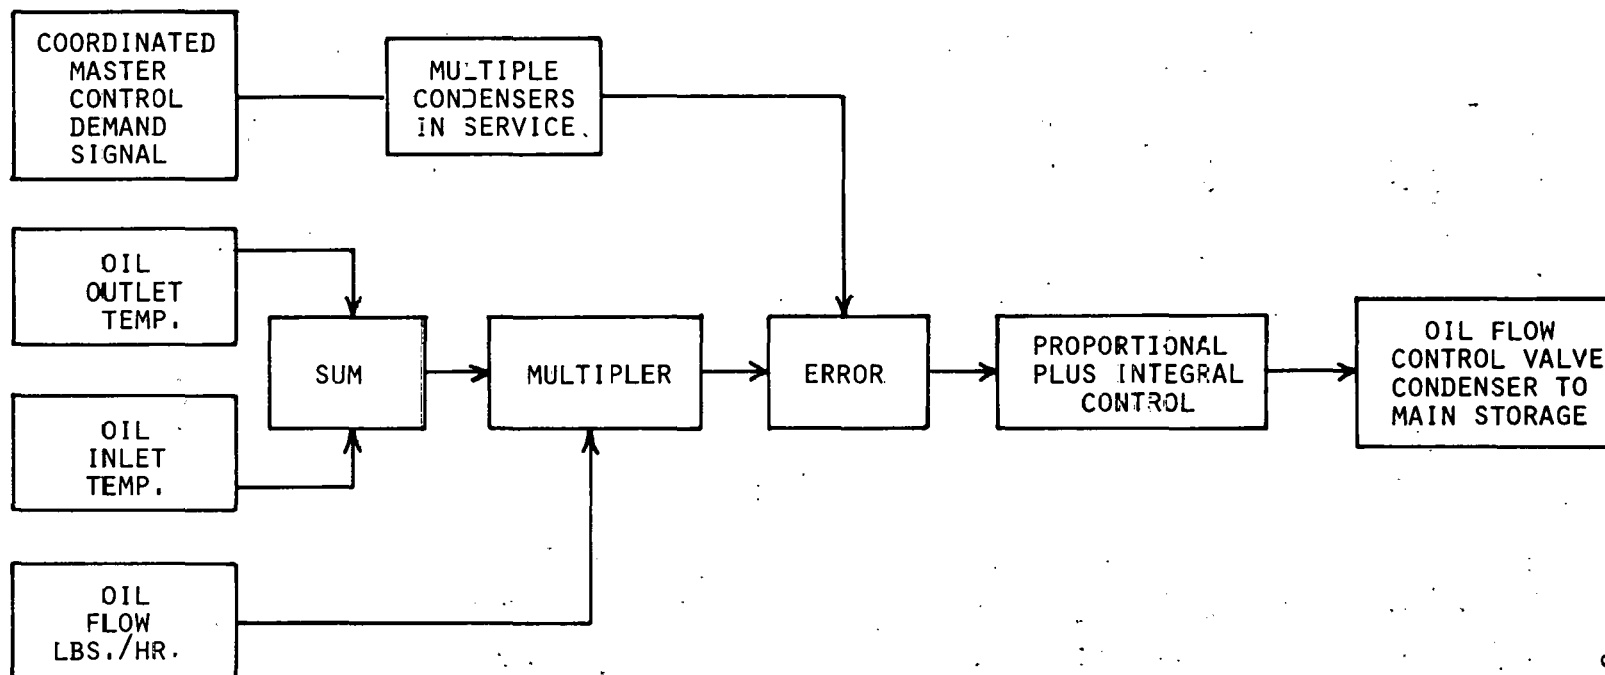 COORDINATED
MASTER
CONTROL
DEMAND
SIGNAL
MULTIPLE
CONDENSERS
IN SERVICE.
OIL
OUTLET
TEMP.
SUM
MULTIPLER
ERROR
PROPORTIONAL
PLUS INTEGRAL
CONTROL
OIL FLOW
CONTROL VALVE
CONDENSER TO
MAIN STORAGE
OIL
INLET
TEMP.
OIL
FLOW
LBS./HR.